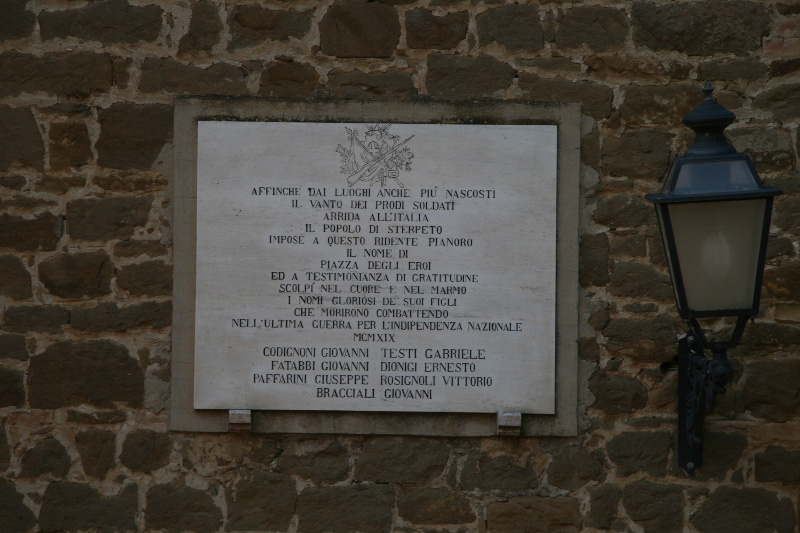 AFFINCHE DAI LUOGHI ANCHE PIU' NASCOSTI
IL VANTO DEI PRODI SOLDATI
ARRIDA ALL'ITALIA
IL POPOLO DI STERPETO
IMPOSE A QUESTO RIDENTE PIANORO
IL NOME DI
PIAZZA DEGLI EROI
ED A TESTIMONIANZA DI GRATITUDINE
SCOLPI' NEL CUORE E NEL MARMO
I NOMI GLORIOSI DE' SUOI FIGLI
CHE MORIRONO COMBATTENDO
NELL'ULTIMA GUERRA PER L'INDIPENDENZA NAZIONALE
MCMXIX
CODIGNONI GIOVANNI TESTI GABRIELE
FATABBI GIOVANNI DIONIGI ERNESTO
PAFFARINI GIUSEPPE ROSIGNOLI VITTORIO
BRACCIALI GIOVANNI